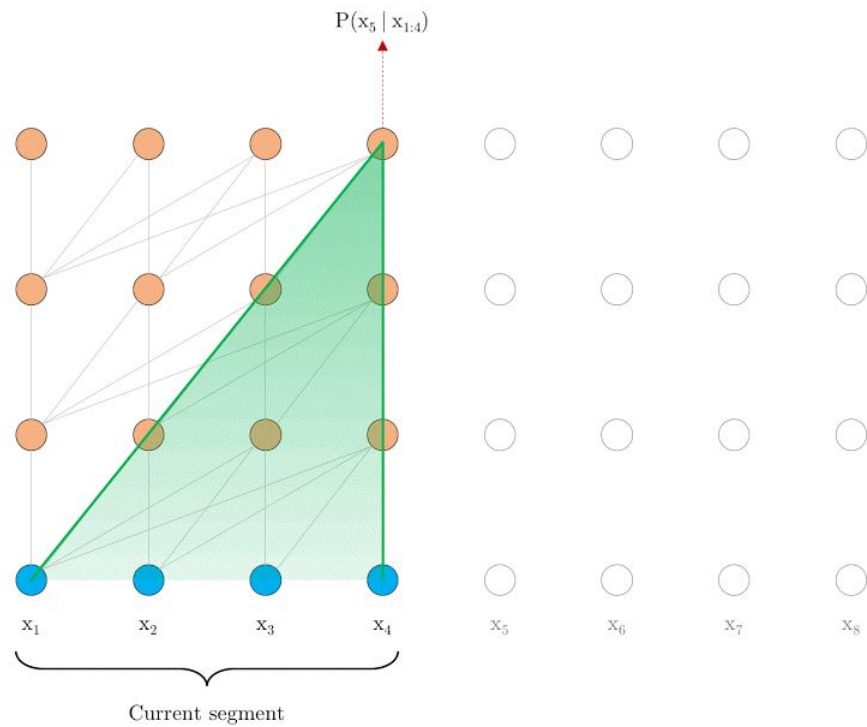 P(x₅ | x₁:₄)
x₁ x₂ x₃ x₄ x₅ x₆ x₇ x₈
Current segment